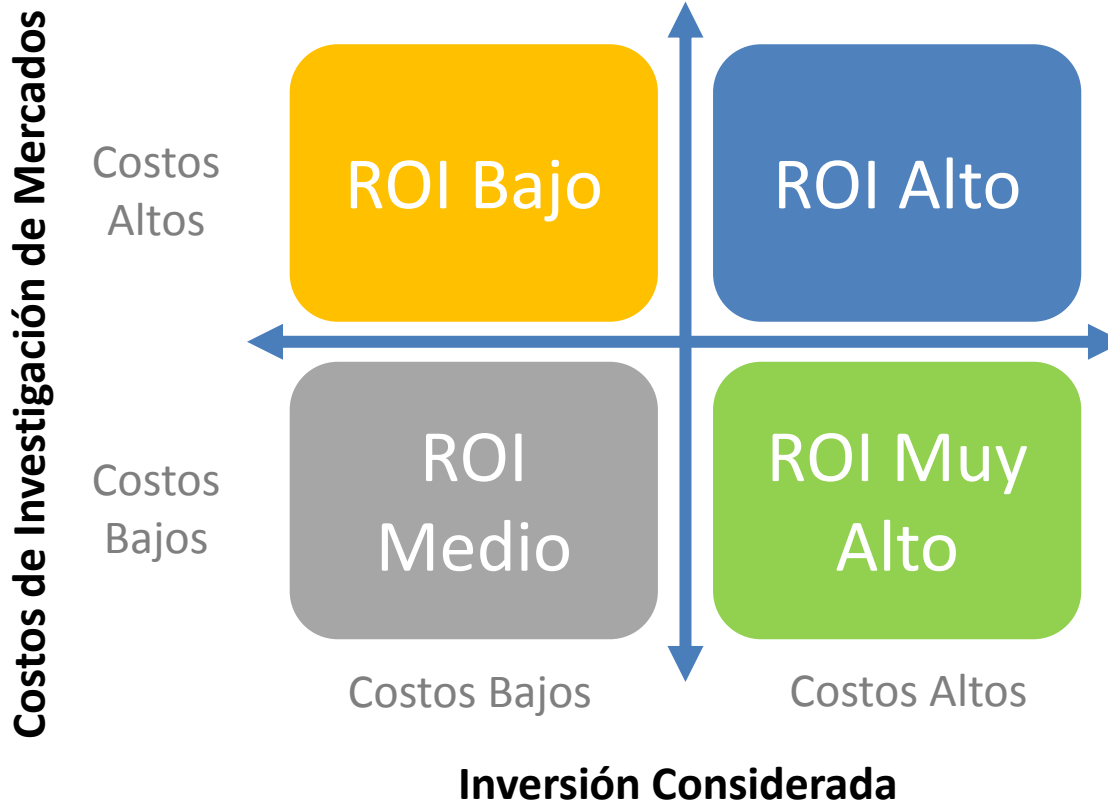 Costos de Investigación de Mercados
Costos
Altos
ROI Bajo
ROI Alto
Costos
Bajos
ROI
Medio
ROI Muy
Alto
Costos Bajos
Costos Altos
Inversión Considerada